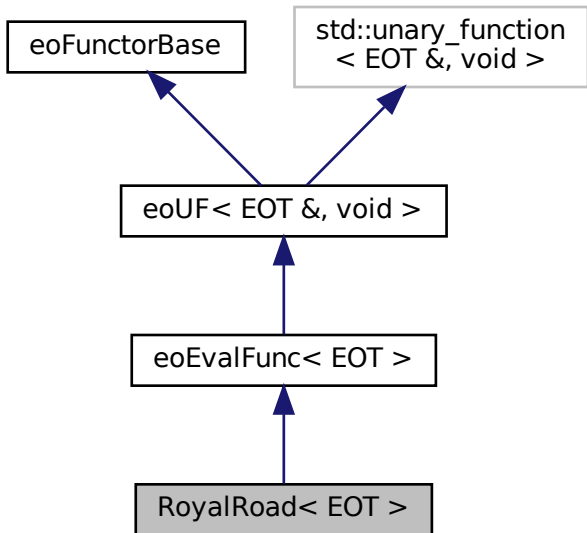 eoFunctorBase
std::unary_function
< EOT &, void >
eoUF< EOT &, void >
eoEvalFunc< EOT >
RoyalRoad< EOT >